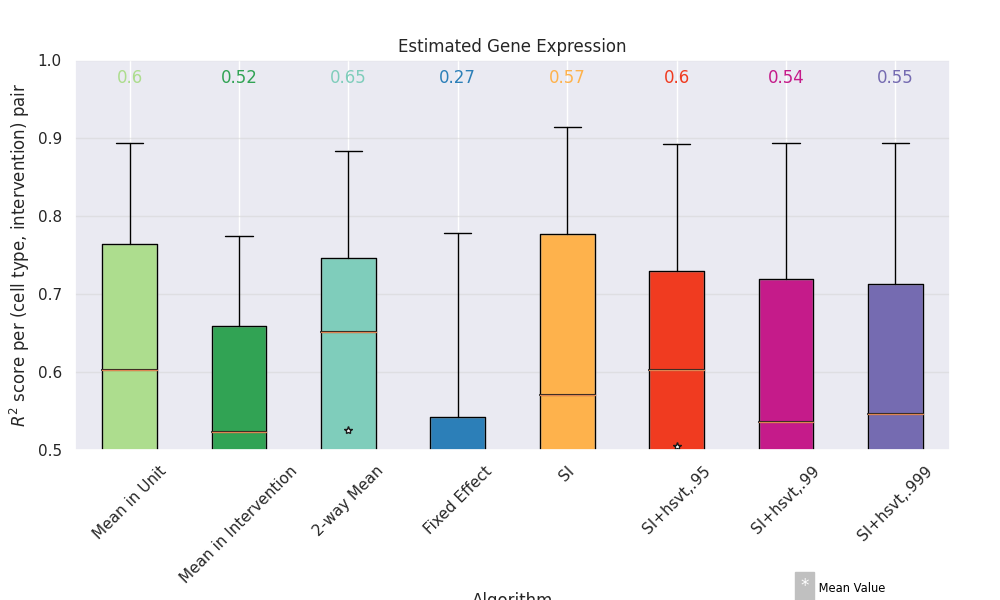 Estimated Gene Expression
1.0
0.9
0.8
0.7
0.6
0.5
R² score per (cell type, intervention) pair
0.6 0.52 0.65 0.27 0.57 0.6 0.54 0.55
Mean in Unit
Mean in Intervention
2-way Mean
Fixed Effect
SI
SI+hsvt,.95
SI+hsvt,.99
SI+hsvt,.999
Algorithm
* Mean Value